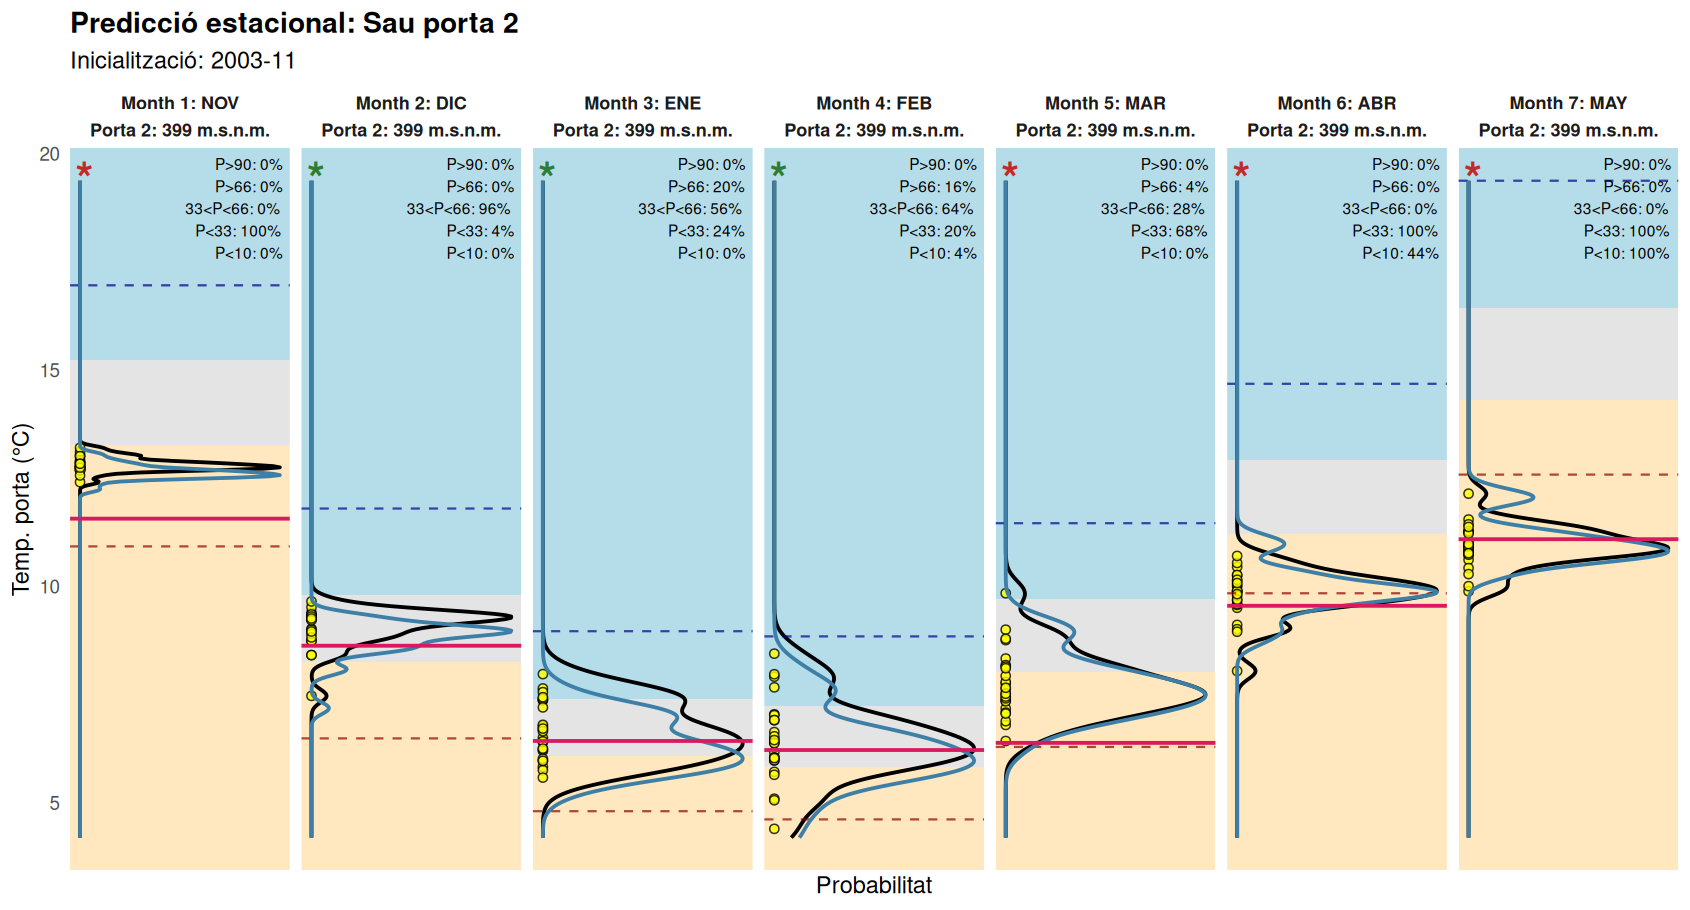 Predicció estacional: Sau porta 2
Inicialització: 2003-11
Month 1: NOV
Porta 2: 399 m.s.n.m.
Month 2: DIC
Porta 2: 399 m.s.n.m.
Month 3: ENE
Porta 2: 399 m.s.n.m.
Month 4: FEB
Porta 2: 399 m.s.n.m.
Month 5: MAR
Porta 2: 399 m.s.n.m.
Month 6: ABR
Porta 2: 399 m.s.n.m.
Month 7: MAY
Porta 2: 399 m.s.n.m.
*
P>90: 0%
P>66: 0%
33<P<66: 0%
P<33: 100%
P<10: 0%
*
P>90: 0%
P>66: 0%
33<P<66: 96%
P<33: 4%
P<10: 0%
*
P>90: 0%
P>66: 20%
33<P<66: 56%
P<33: 24%
P<10: 0%
*
P>90: 0%
P>66: 16%
33<P<66: 64%
P<33: 20%
P<10: 4%
*
P>90: 0%
P>66: 4%
33<P<66: 28%
P<33: 68%
P<10: 0%
*
P>90: 0%
P>66: 0%
33<P<66: 0%
P<33: 100%
P<10: 44%
*
P>90: 0%
P>66: 0%
33<P<66: 0%
P<33: 100%
P<10: 100%
20
15
10
5
Temp. porta (°C)
Probabilitat